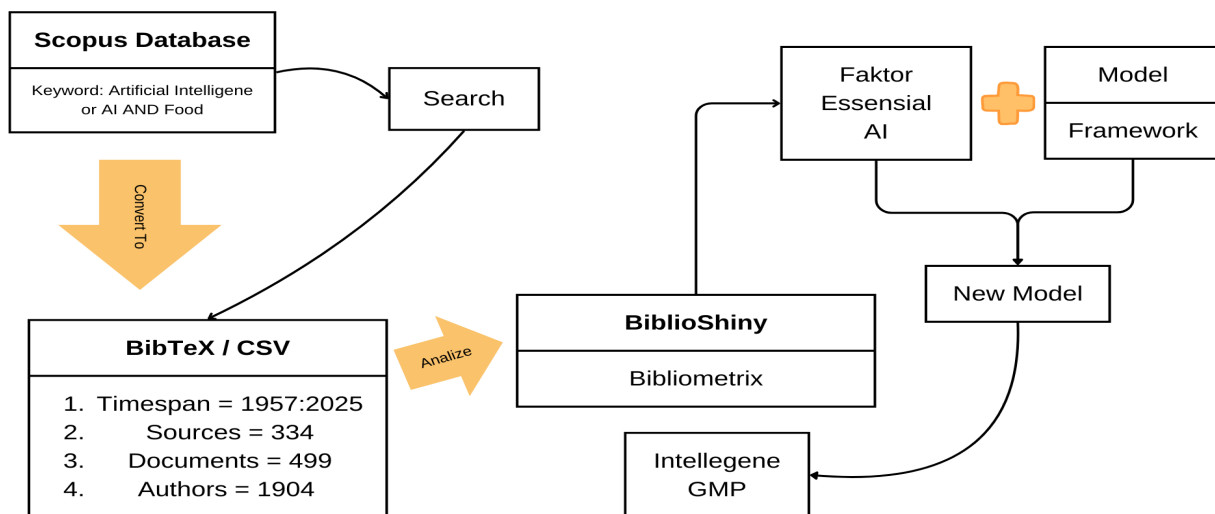 Scopus Database
Keyword: Artificial Intelligene
or AI AND Food
Search
Convert To
BibTeX / CSV
1. Timespan = 1957:2025
2. Sources = 334
3. Documents = 499
4. Authors = 1904
Analize
BiblioShiny
Bibliometrix
Faktor
Essensial
AI
Model
Framework
New Model
Intellegene
GMP